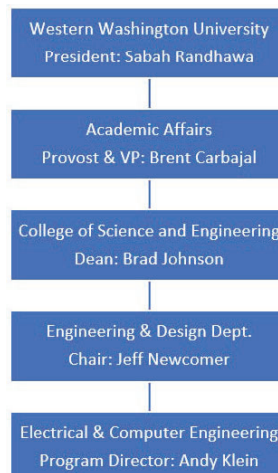 Western Washington University
President: Sabah Randhawa
Academic Affairs
Provost & VP: Brent Carbajal
College of Science and Engineering
Dean: Brad Johnson
Engineering & Design Dept.
Chair: Jeff Newcomer
Electrical & Computer Engineering
Program Director: Andy Klein